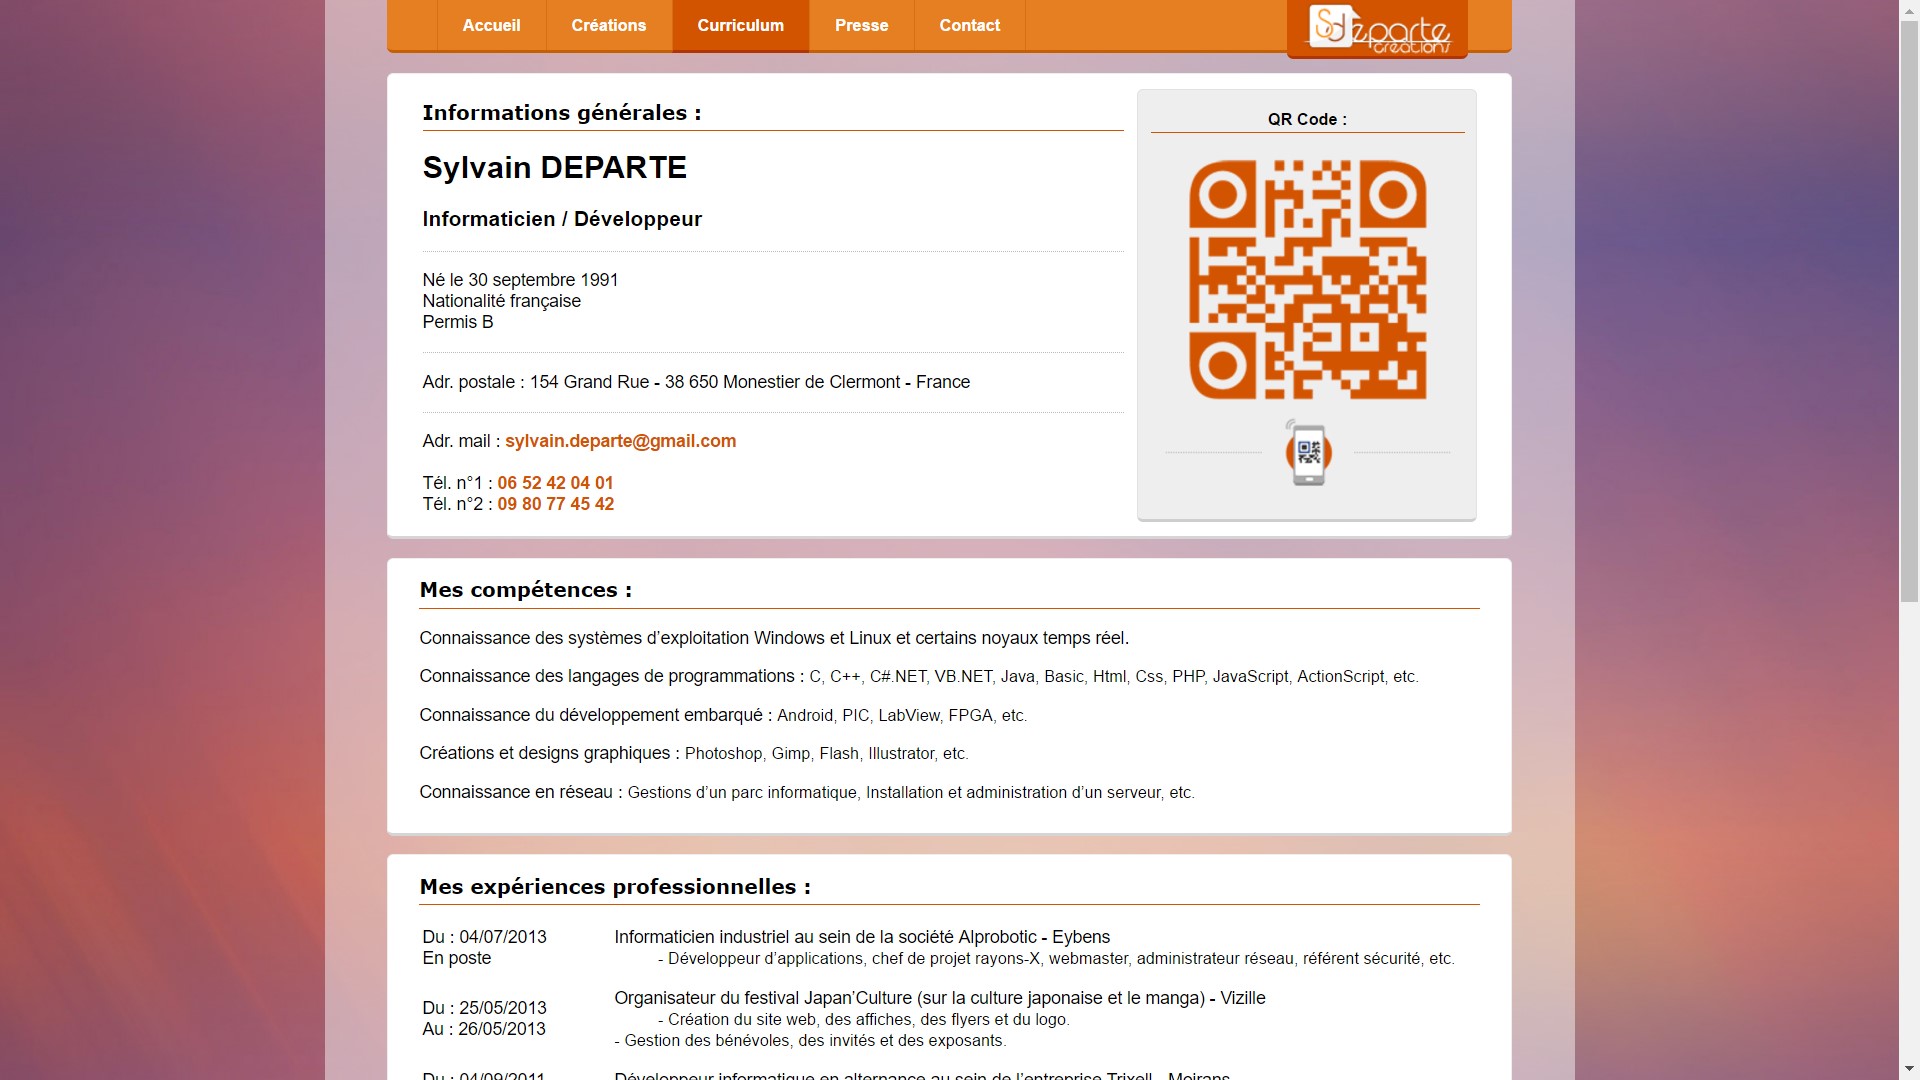 Accueil
Créations
Curriculum
Presse
Contact
Sdeparte
creations
Informations générales :
Sylvain DEPARTE
Informaticien / Développeur
Né le 30 septembre 1991
Nationalité française
Permis B
Adr. postale : 154 Grand Rue - 38 650 Monestier de Clermont - France
Adr. mail : sylvain.departe@gmail.com
Tél. n°1 : 06 52 42 04 01
Tél. n°2 : 09 80 77 45 42
QR Code :
Mes compétences :
Connaissance des systèmes d’exploitation Windows et Linux et certains noyaux temps réel.
Connaissance des langages de programmations : C, C++, C#.NET, VB.NET, Java, Basic, Html, Css, PHP, JavaScript, ActionScript, etc.
Connaissance du développement embarqué : Android, PIC, LabView, FPGA, etc.
Créations et designs graphiques : Photoshop, Gimp, Flash, Illustrator, etc.
Connaissance en réseau : Gestions d’un parc informatique, Installation et administration d’un serveur, etc.
Mes expériences professionnelles :
Du : 04/07/2013
En poste
Informaticien industriel au sein de la société Alprobotic - Eybens
- Développeur d’applications, chef de projet rayons-X, webmaster, administrateur réseau, référent sécurité, etc.
Du : 25/05/2013
Au : 26/05/2013
Organisateur du festival Japan’Culture (sur la culture japonaise et le manga) - Vizille
- Création du site web, des affiches, des flyers et du logo.
- Gestion des bénévoles, des invités et des exposants.
Du : 04/09/2011
Développeur informatique en alternance au sein de l’entreprise Trixell - Moirans